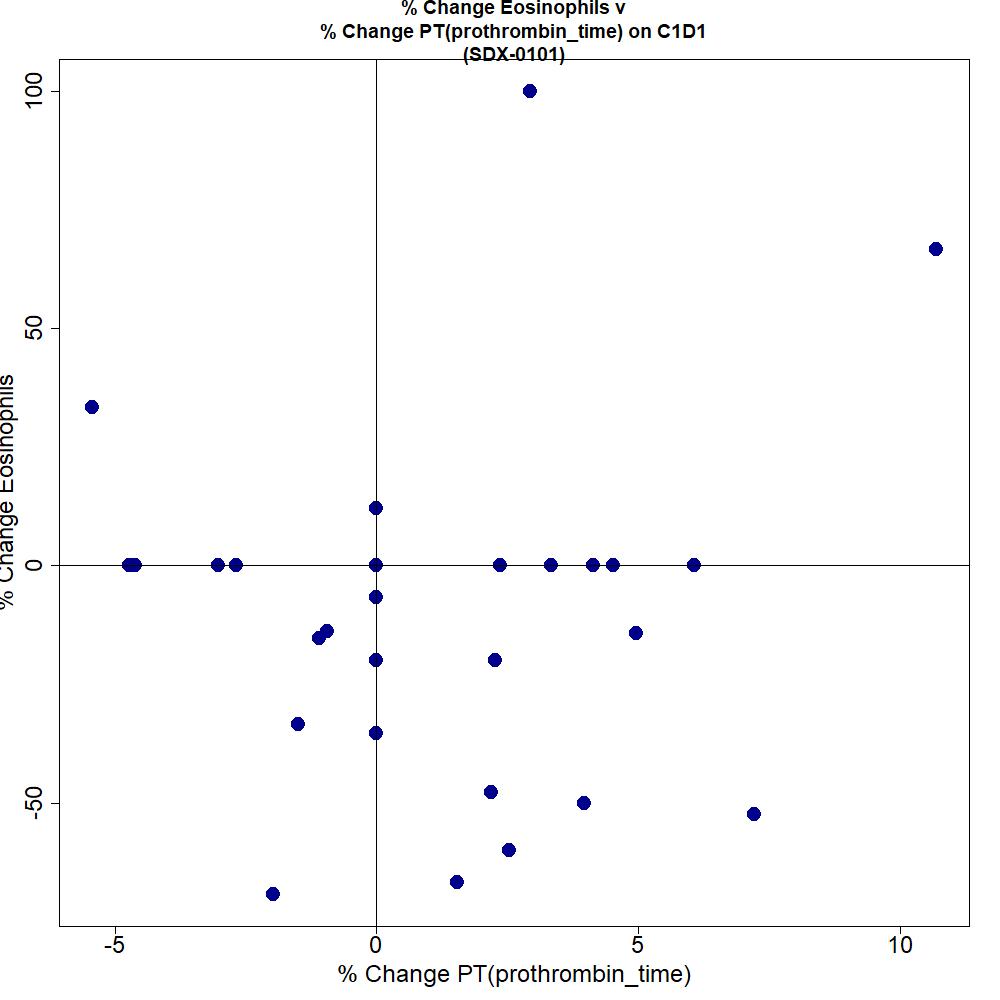 % Change Eosinophils v
% Change PT(prothrombin_time) on C1D1
(SDX-0101)
100
50
0
-50
% Change Eosinophils
-5
0
5
10
% Change PT(prothrombin_time)